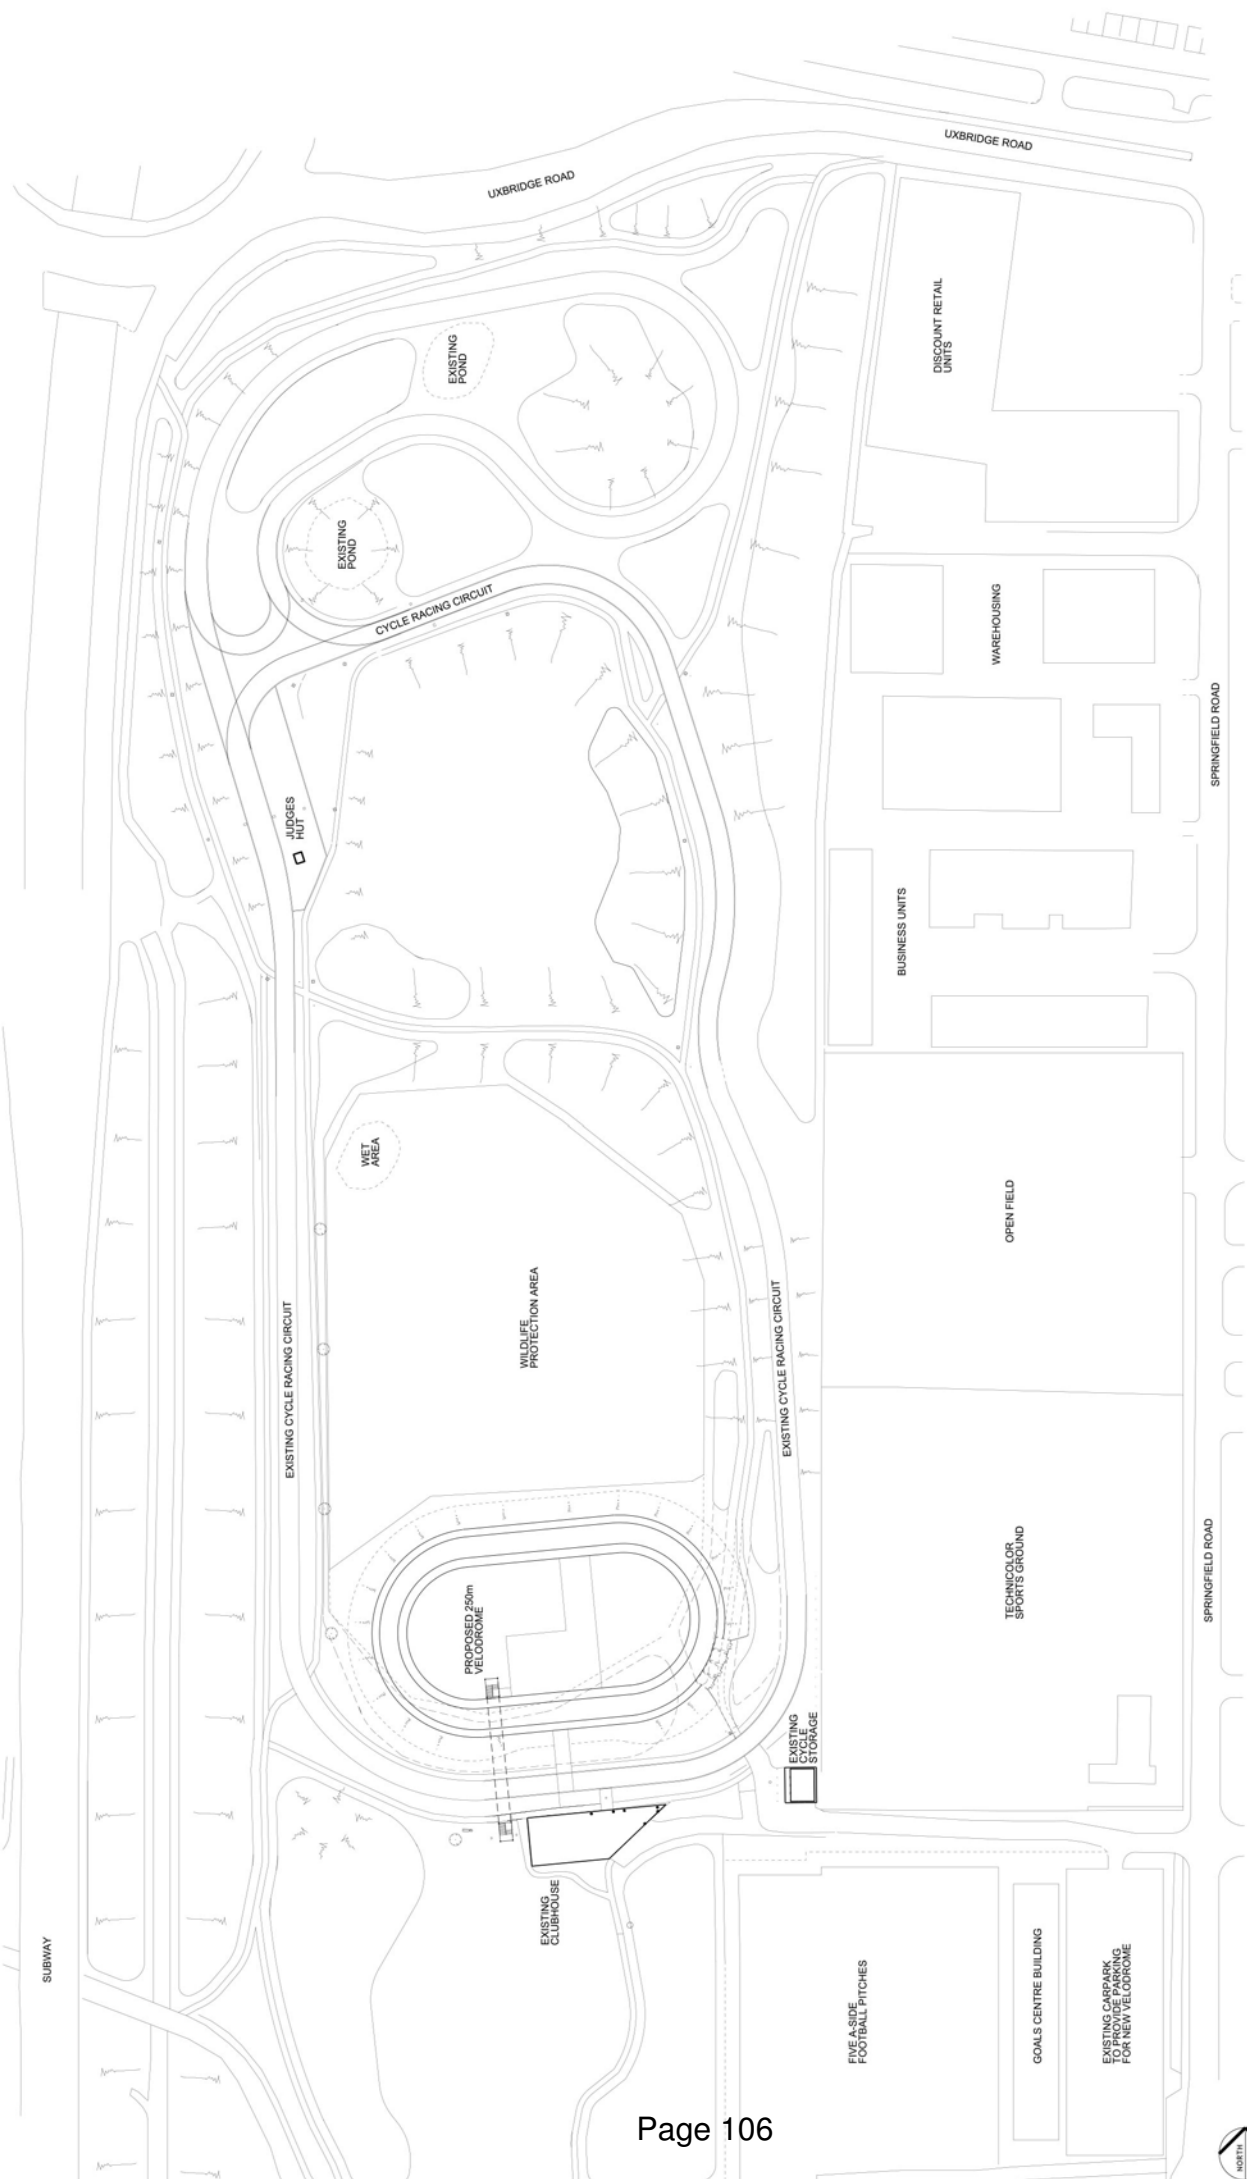 UXBRIDGE ROAD
UXBRIDGE ROAD
DISCOUNT RETAIL
UNITS
EXISTING
POND
EXISTING
POND
CYCLE RACING CIRCUIT
WAREHOUSING
SPRINGFIELD ROAD
JUDGES
HUT
BUSINESS UNITS
WET
AREA
OPEN FIELD
WILDLIFE
PROTECTION AREA
EXISTING CYCLE RACING CIRCUIT
EXISTING CYCLE RACING CIRCUIT
TECHNICOLOR
SPORTS GROUND
SPRINGFIELD ROAD
PROPOSED 250m
VELODROME
EXISTING
CYCLE
STORAGE
EXISTING
CLUBHOUSE
SUBWAY
FIVE A-SIDE
FOOTBALL PITCHES
GOALS CENTRE BUILDING
EXISTING CARPARK
TO PROVIDE PARKING
FOR NEW VELODROME
Page 106
NORTH